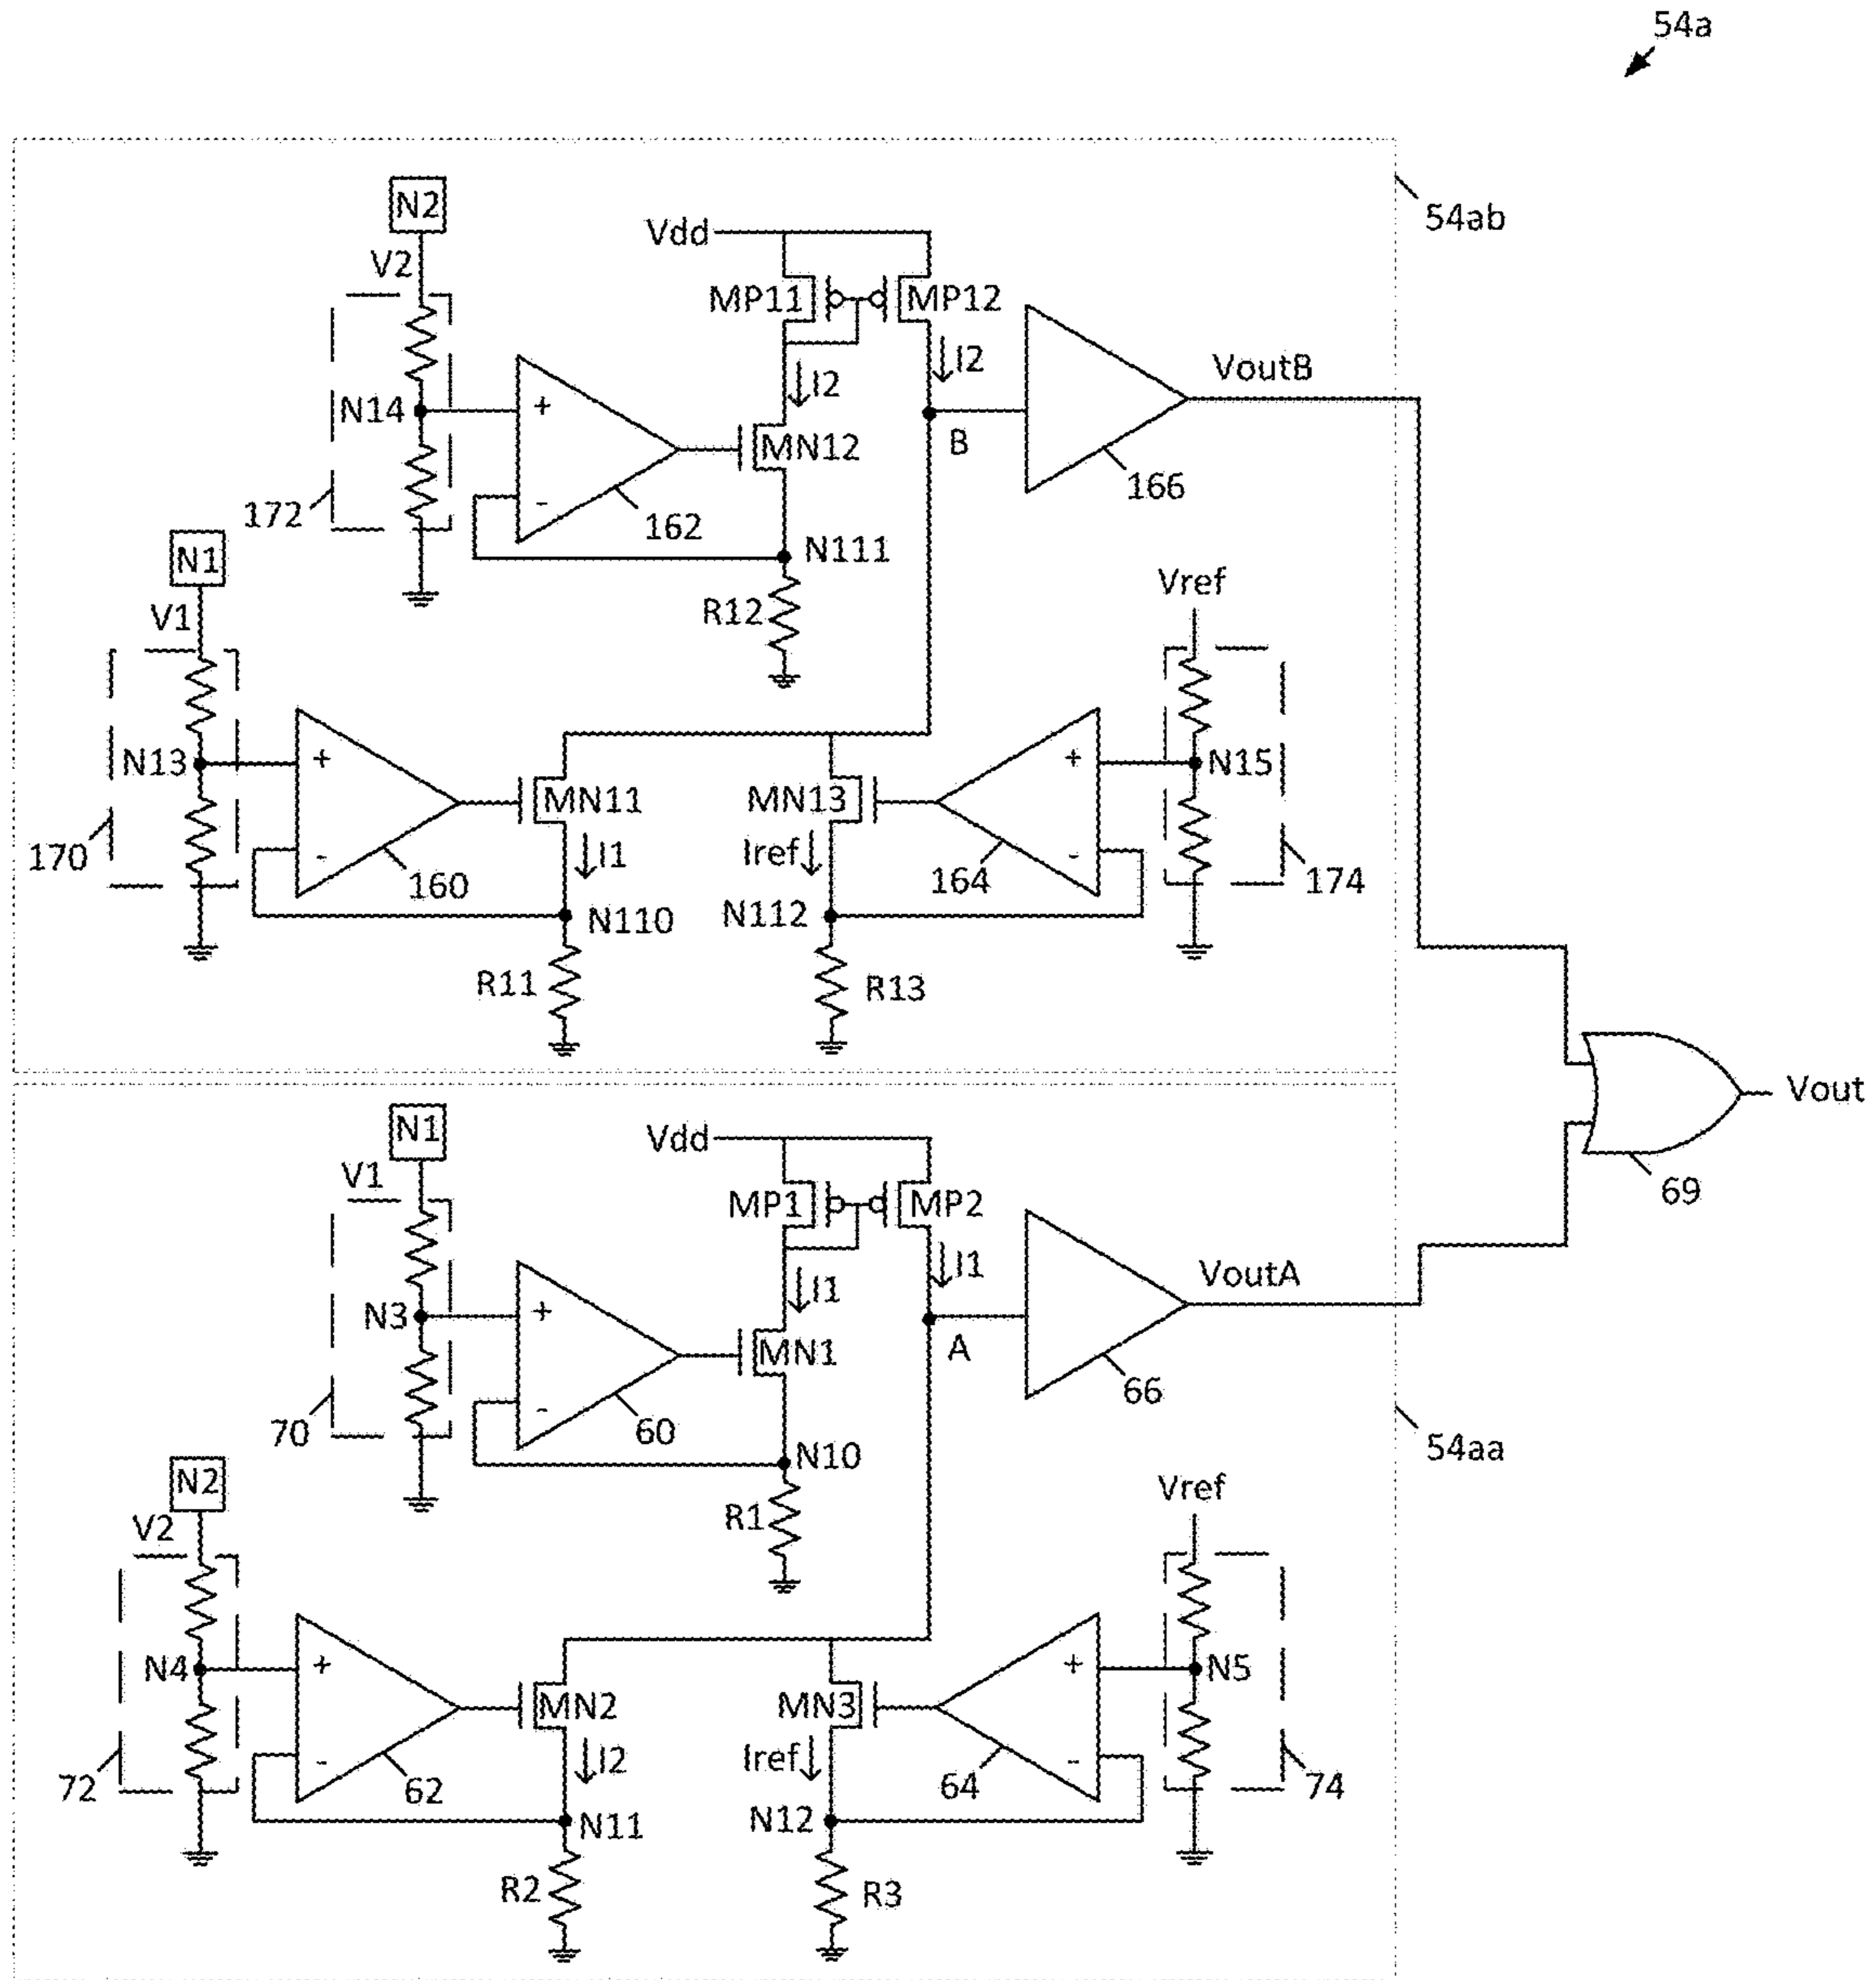 54a
54ab
N2
V2
Vdd
MP11
MP12
I2
I2
VoutB
N14
+
-
MN12
B
166
172
162
N111
N1
V1
R12
Vref
N13
+
-
MN11
MN13
+
-
N15
170
160
I1
Iref
164
174
N110
N112
R11
R13
Vout
69
N1
V1
Vdd
MP1
MP2
I1
I1
VoutA
N3
+
-
MN1
A
66
70
60
N10
54aa
N2
V2
R1
Vref
N4
+
-
MN2
MN3
+
-
N5
72
62
I2
Iref
64
74
N11
N12
R2
R3